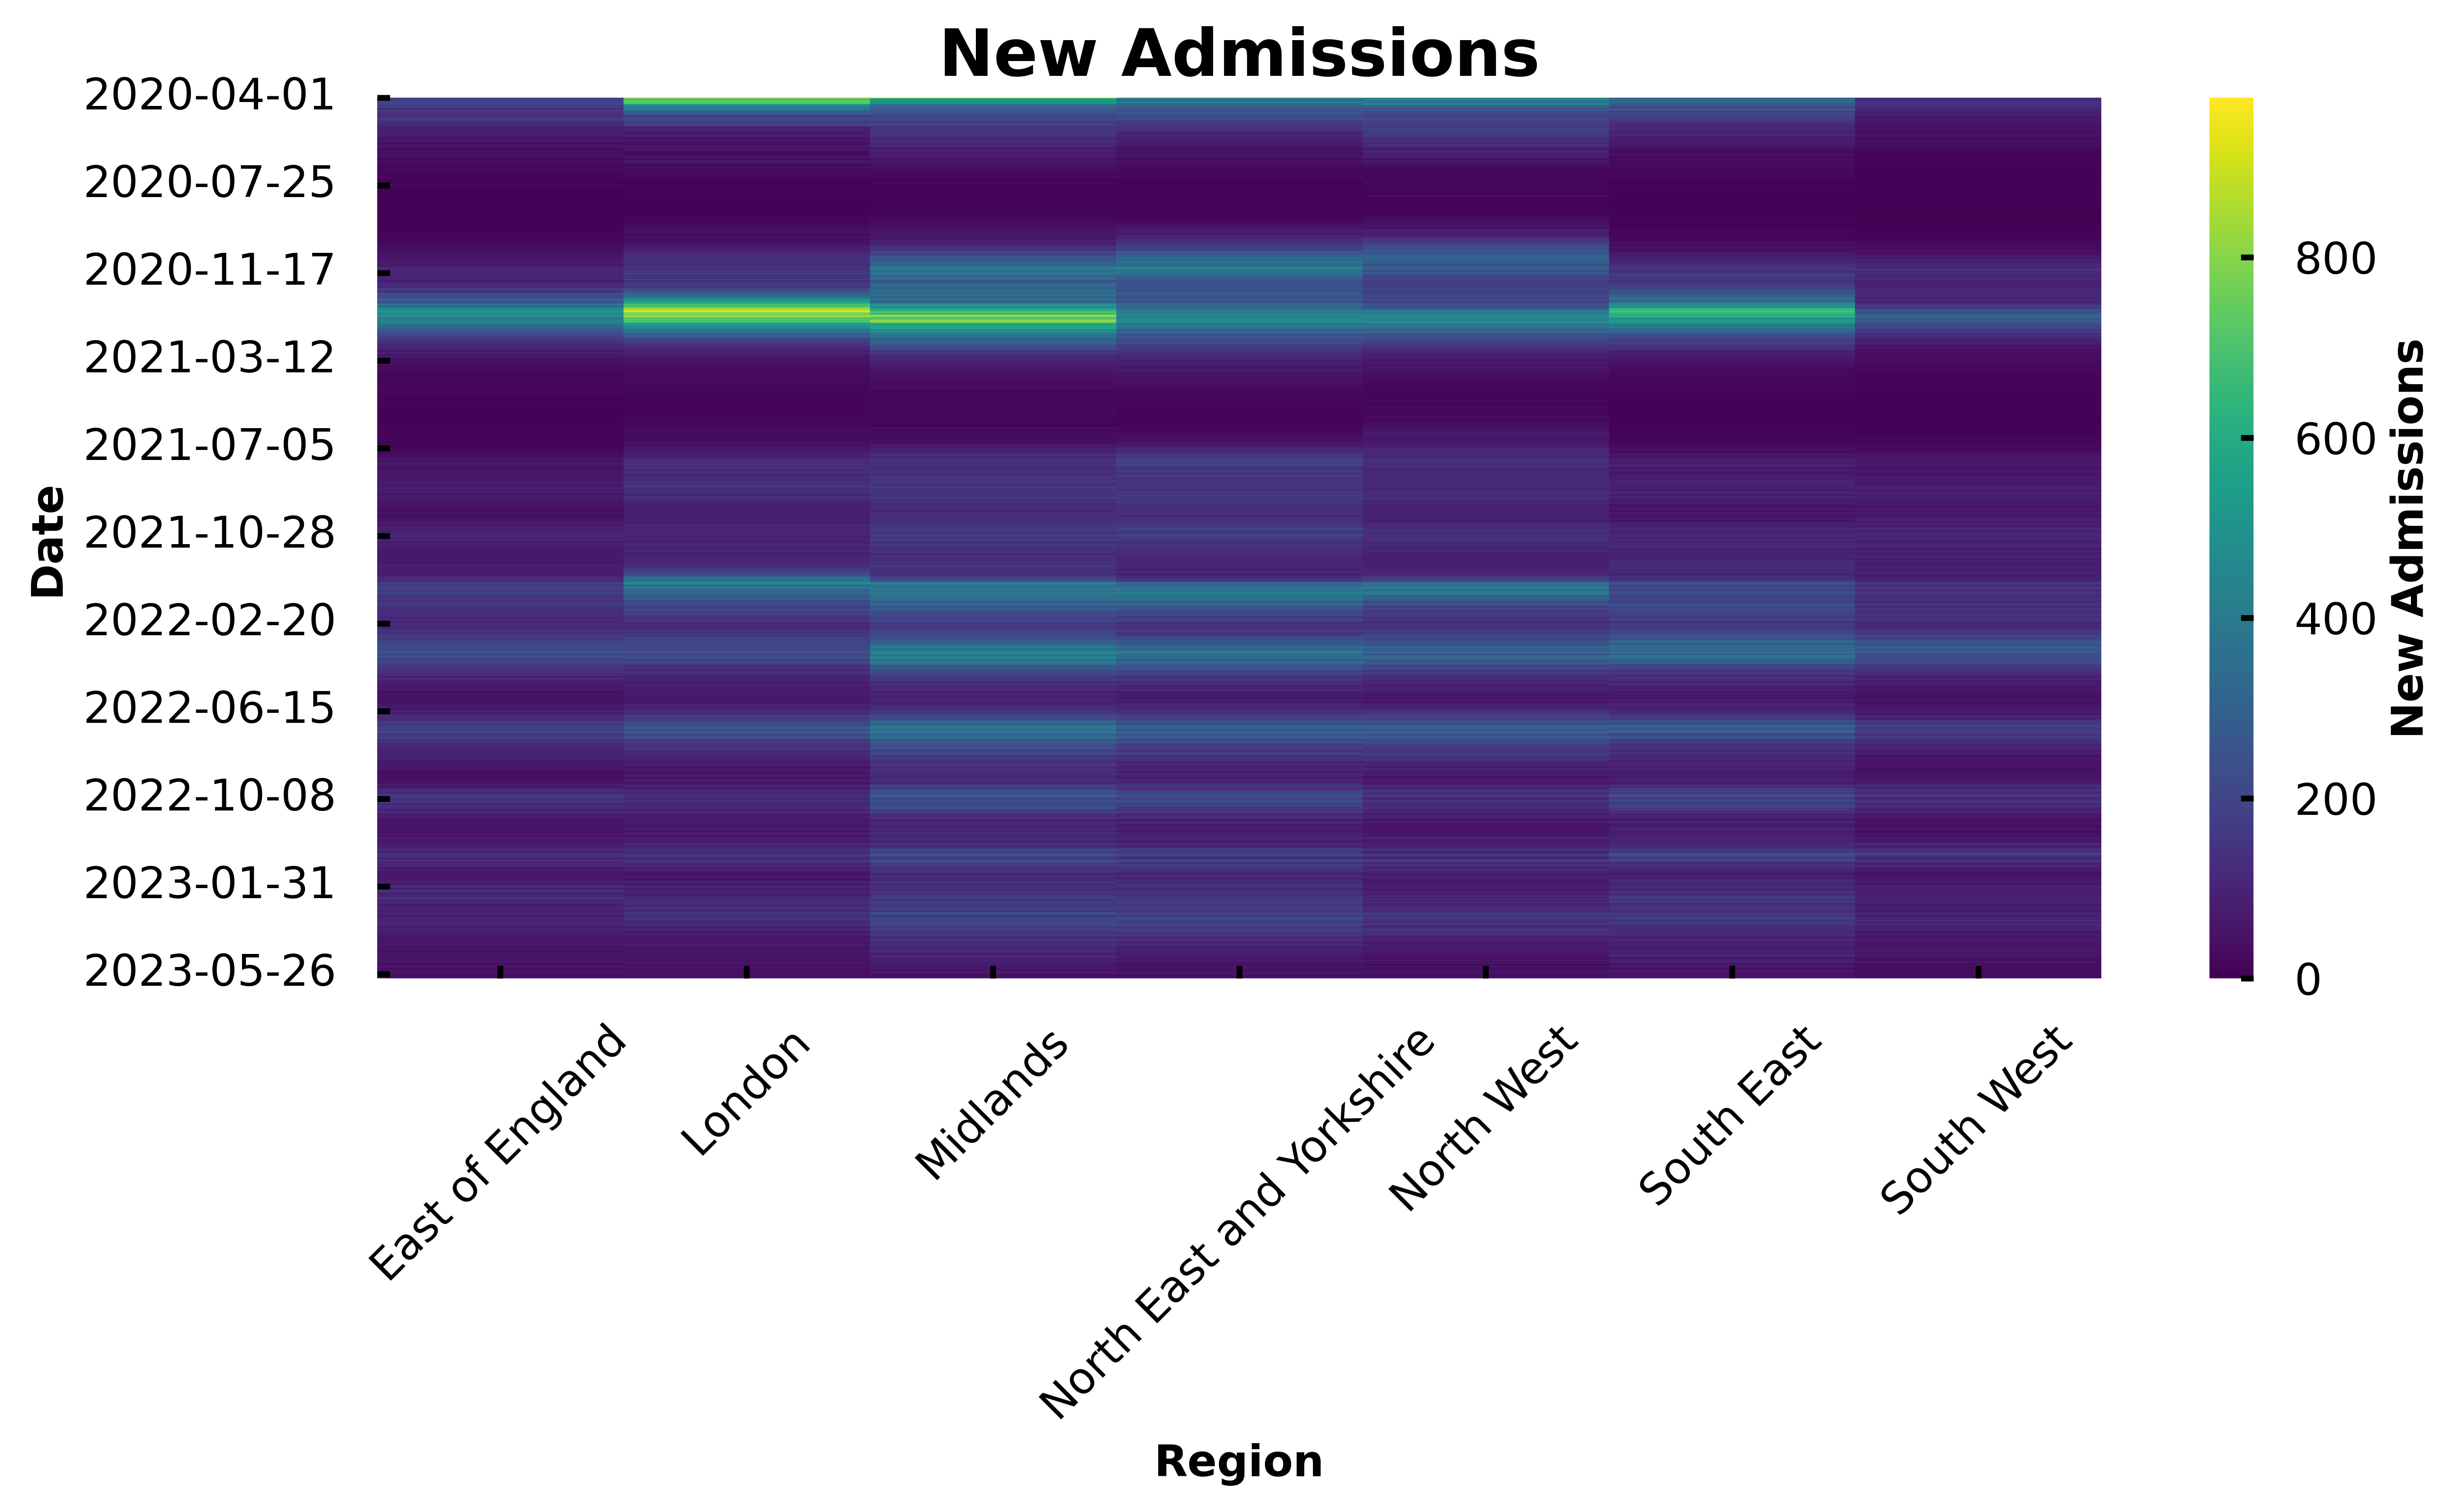 New Admissions
2020-04-01
2020-07-25
2020-11-17
2021-03-12
2021-07-05
2021-10-28
2022-02-20
2022-06-15
2022-10-08
2023-01-31
2023-05-26
Date
East of England
London
Midlands
North East and Yorkshire
North West
South East
South West
Region
800
600
400
200
0
New Admissions